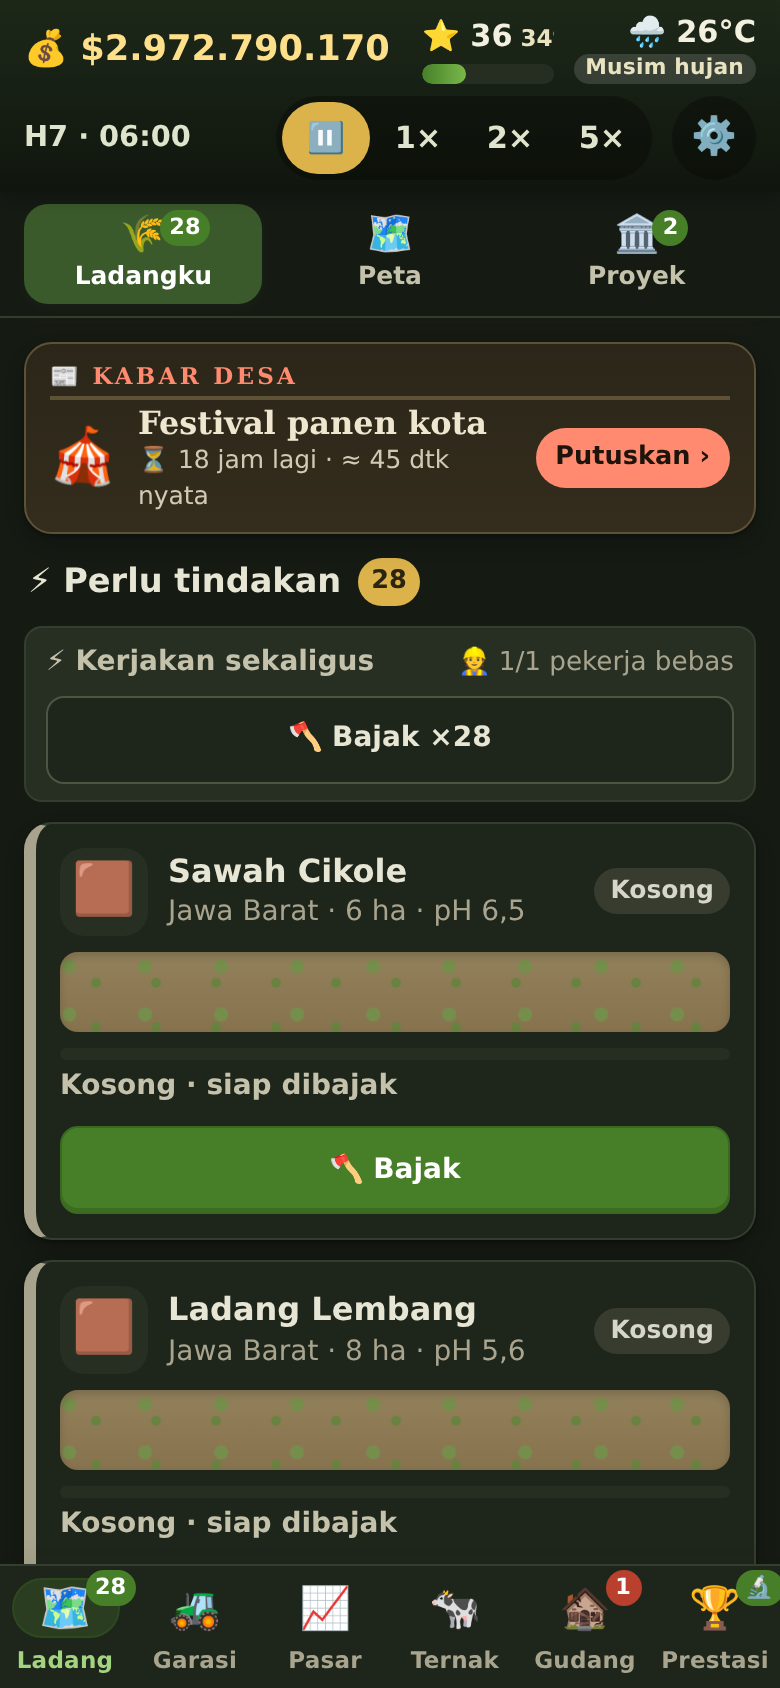 $2.972.790.170
36 34
26°C
Musim hujan
H7 · 06:00
1× 2× 5×
28
Ladangku
Peta
2
Proyek
KABAR DESA
Festival panen kota
18 jam lagi · ≈ 45 dtk
nyata
Putuskan ›
Perlu tindakan 28
Kerjakan sekaligus
1/1 pekerja bebas
Bajak ×28
Sawah Cikole
Jawa Barat · 6 ha · pH 6,5
Kosong
Kosong · siap dibajak
Bajak
Ladang Lembang
Jawa Barat · 8 ha · pH 5,6
Kosong
Kosong · siap dibajak
28
Ladang
Garasi
Pasar
Ternak
1
Gudang
Prestasi